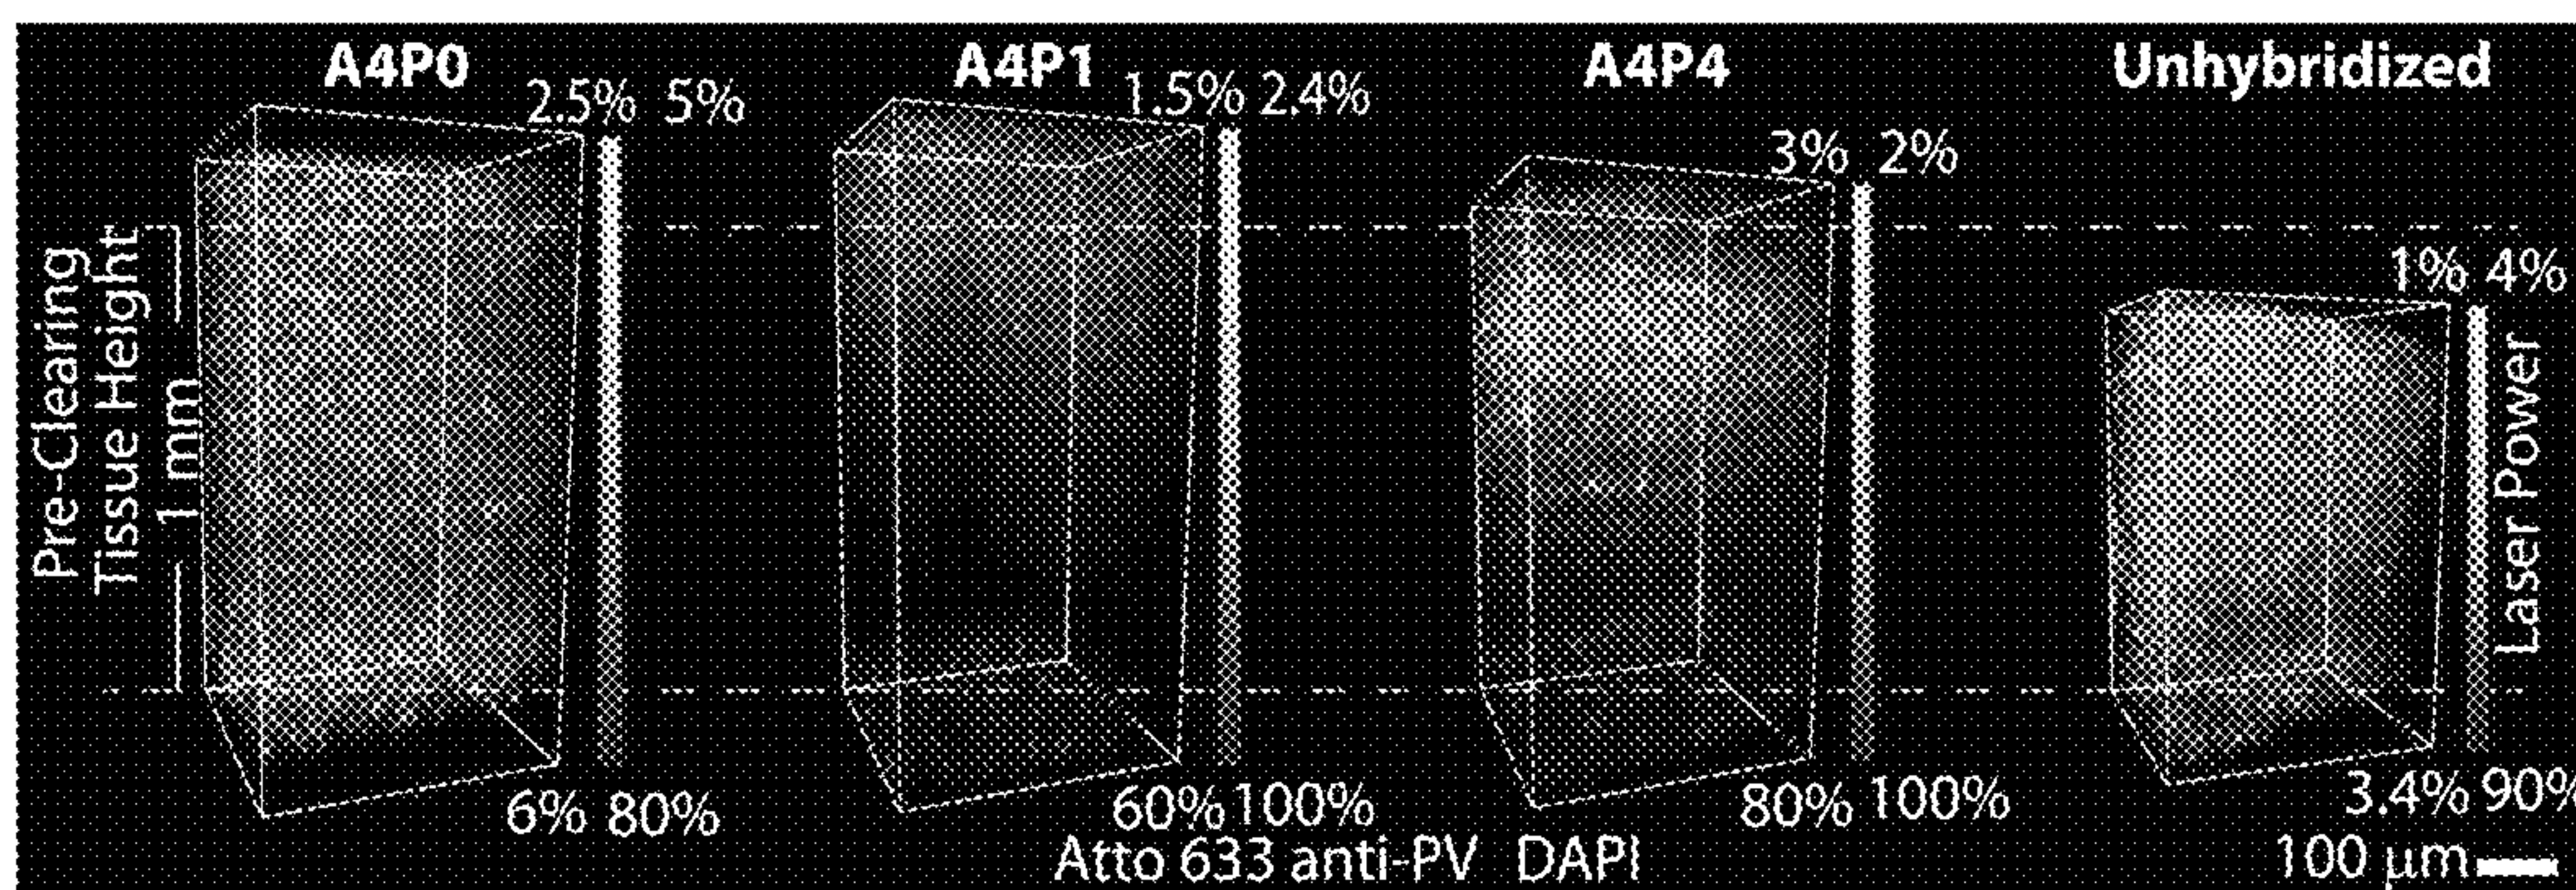 A4P0
A4P1
A4P4
Unhybridized
2.5% 5%
1.5% 2.4%
3% 2%
1% 4%
Pre-Clearing
Tissue Height
1 mm
Laser Power
6% 80%
60% 100%
80% 100%
3.4% 90%
Atto 633 anti-PV DAPI
100 μm